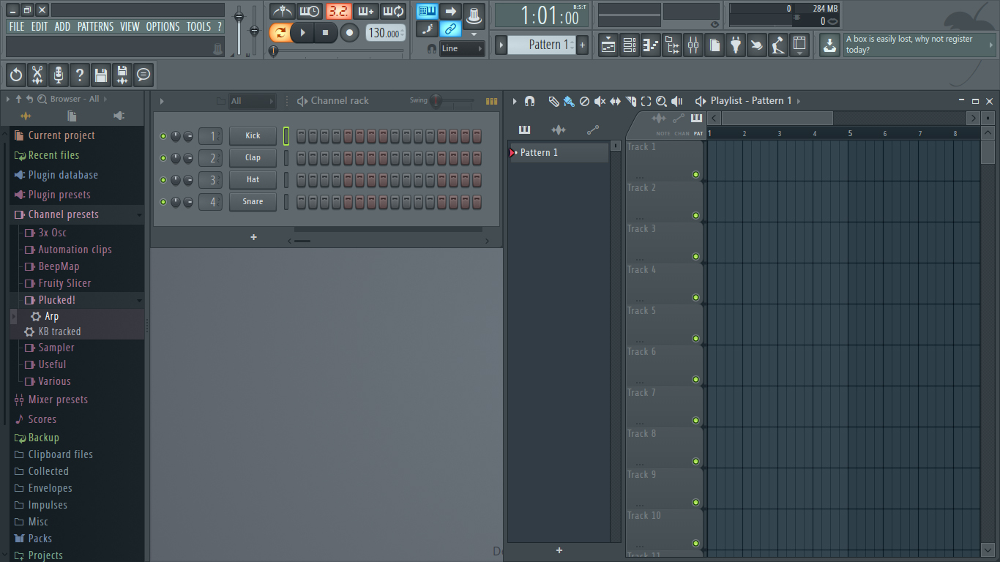 FILE EDIT ADD PATTERNS VIEW OPTIONS TOOLS ?
3.2.
130.000
Line
1:01:00
B:S:T
Pattern 1
+
0
284 MB
0
A box is easily lost, why not register
today?
?
Browser - All
Current project
Recent files
Plugin database
Plugin presets
Channel presets
3x Osc
Automation clips
BeepMap
Fruity Slicer
Plucked!
Arp
KB tracked
Sampler
Useful
Various
Mixer presets
Scores
Backup
Clipboard files
Collected
Envelopes
Impulses
Misc
Packs
Projects
All
Channel rack
Swing
1 Kick
2 Clap
3 Hat
4 Snare
+
Playlist - Pattern 1
NOTE CHAN PAT
1 2 3 4 5 6 7 8
Pattern 1
+
Track 1
...
Track 2
...
Track 3
...
Track 4
...
Track 5
...
Track 6
...
Track 7
...
Track 8
...
Track 9
...
Track 10
...
Track 11